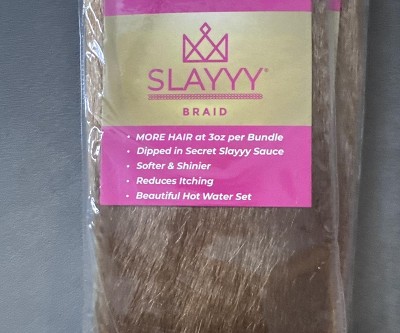 SLAYYY®
BRAID
• MORE HAIR at 3oz per Bundle
• Dipped in Secret Slayyy Sauce
• Softer & Shinier
• Reduces Itching
• Beautiful Hot Water Set